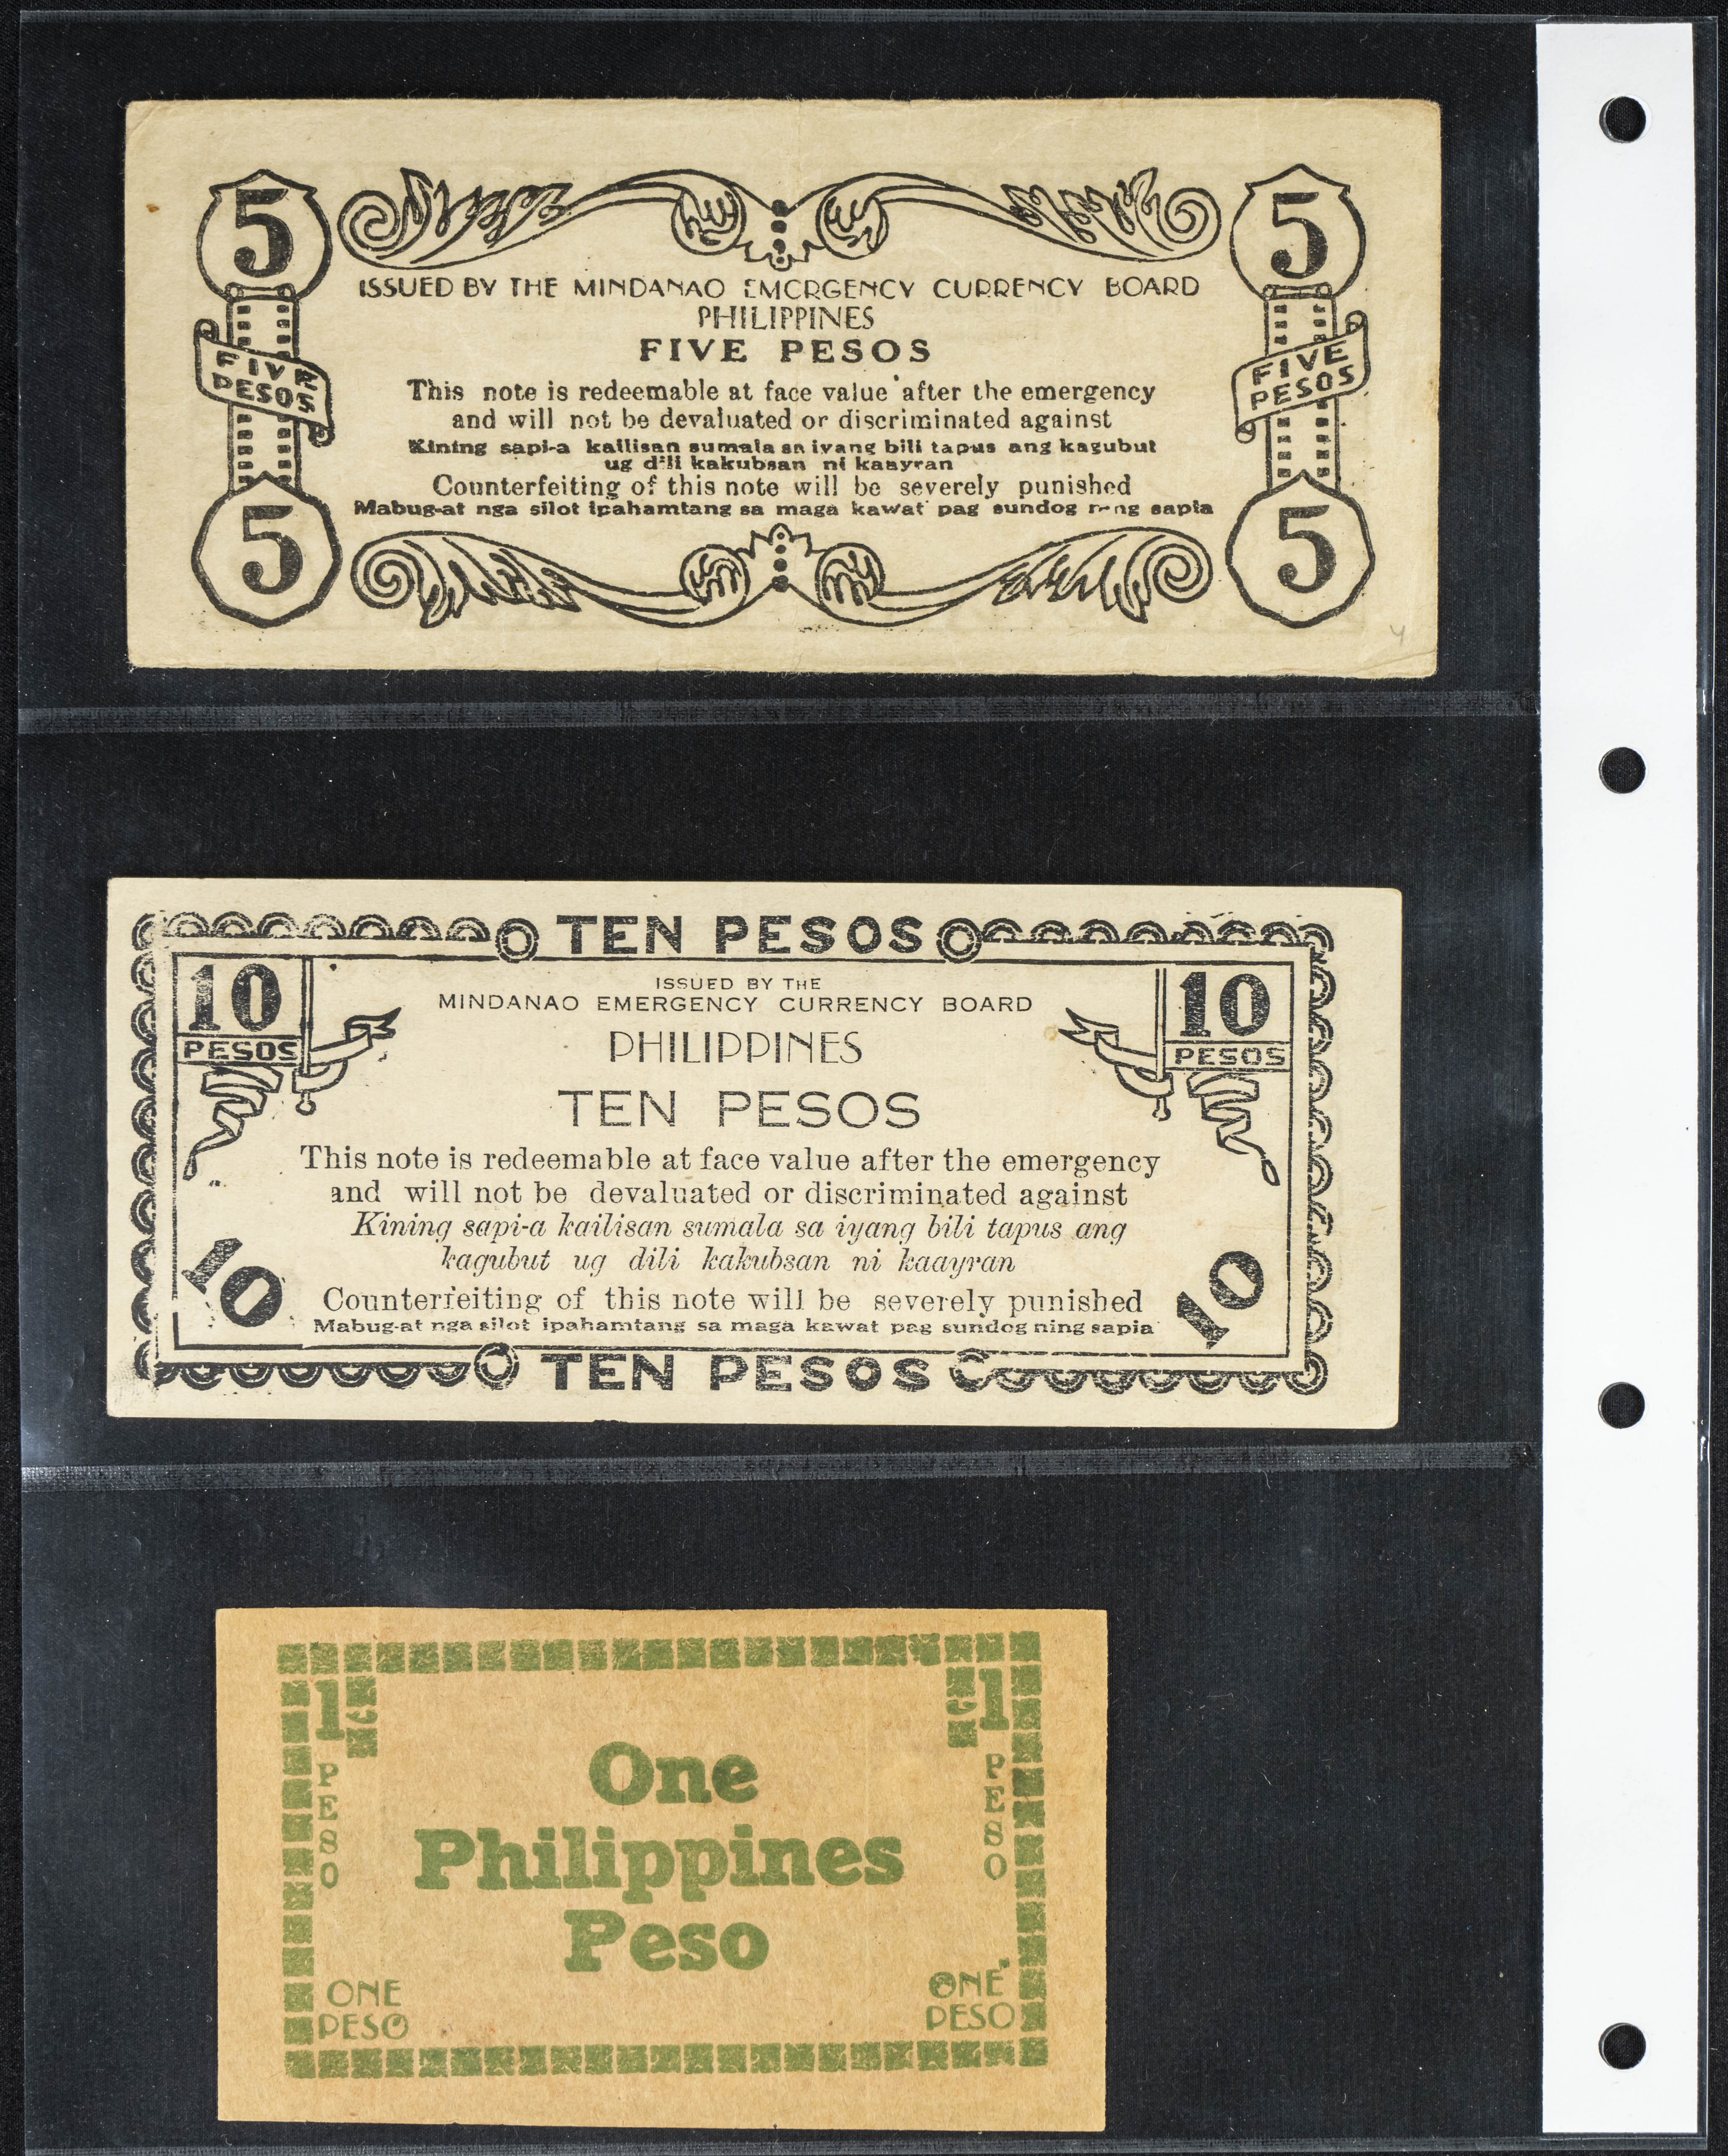 5
5
ISSUED BY THE MINDANAO EMCRGENCY CURRENCY BOARD
PHILIPPINES
FIVE PESOS
FIVE
PESOS
FIVE
PESOS
This note is redeemable at face value after the emergency
and will not be devaluated or discriminated against
Kining sapi-a kailisan sumala sa iyang bili tapus ang kagubut
ug dili kakubsan ni kaayran
Counterfeiting of this note will be severely punished
Mabug-at nga silot ipahamtang sa maga kawat pag sundog ning sapia
5
5
4
TEN PESOS
10
PESOS
10
PESOS
ISSUED BY THE
MINDANAO EMERGENCY CURRENCY BOARD
PHILIPPINES
TEN PESOS
This note is redeemable at face value after the emergency
and will not be devaluated or discriminated against
Kining sapi-a kailisan sumala sa iyang bili tapus ang
kagubut ug dili kakubsan ni kaayran
Counterfeiting of this note will be severely punished
Mabug-at nga silot ipahamtang sa maga kawat pag sundog ning sapia
10
10
TEN PESOS
1
1
PESO
PESO
One
Philippines
Peso
ONE
PESO
ONE
PESO